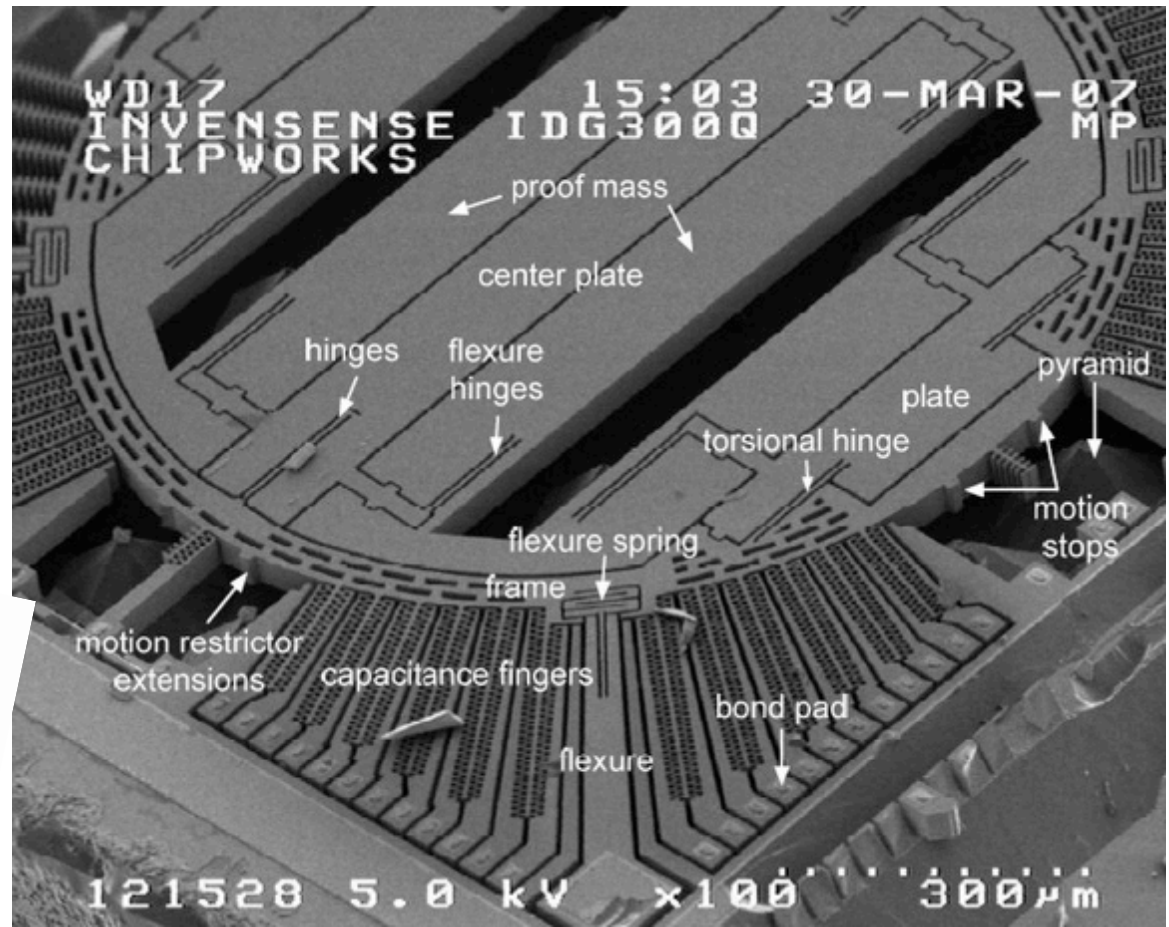 WD17 15:03 30-MAR-07
INVENSENSE IDG300Q MP
CHIPWORKS
proof mass
center plate
hinges
flexure
hinges
pyramid
plate
torsional hinge
motion
stops
flexure spring
frame
motion restrictor
extensions
capacitance fingers
bond pad
flexure
121528 5.0 kV x100 300µm